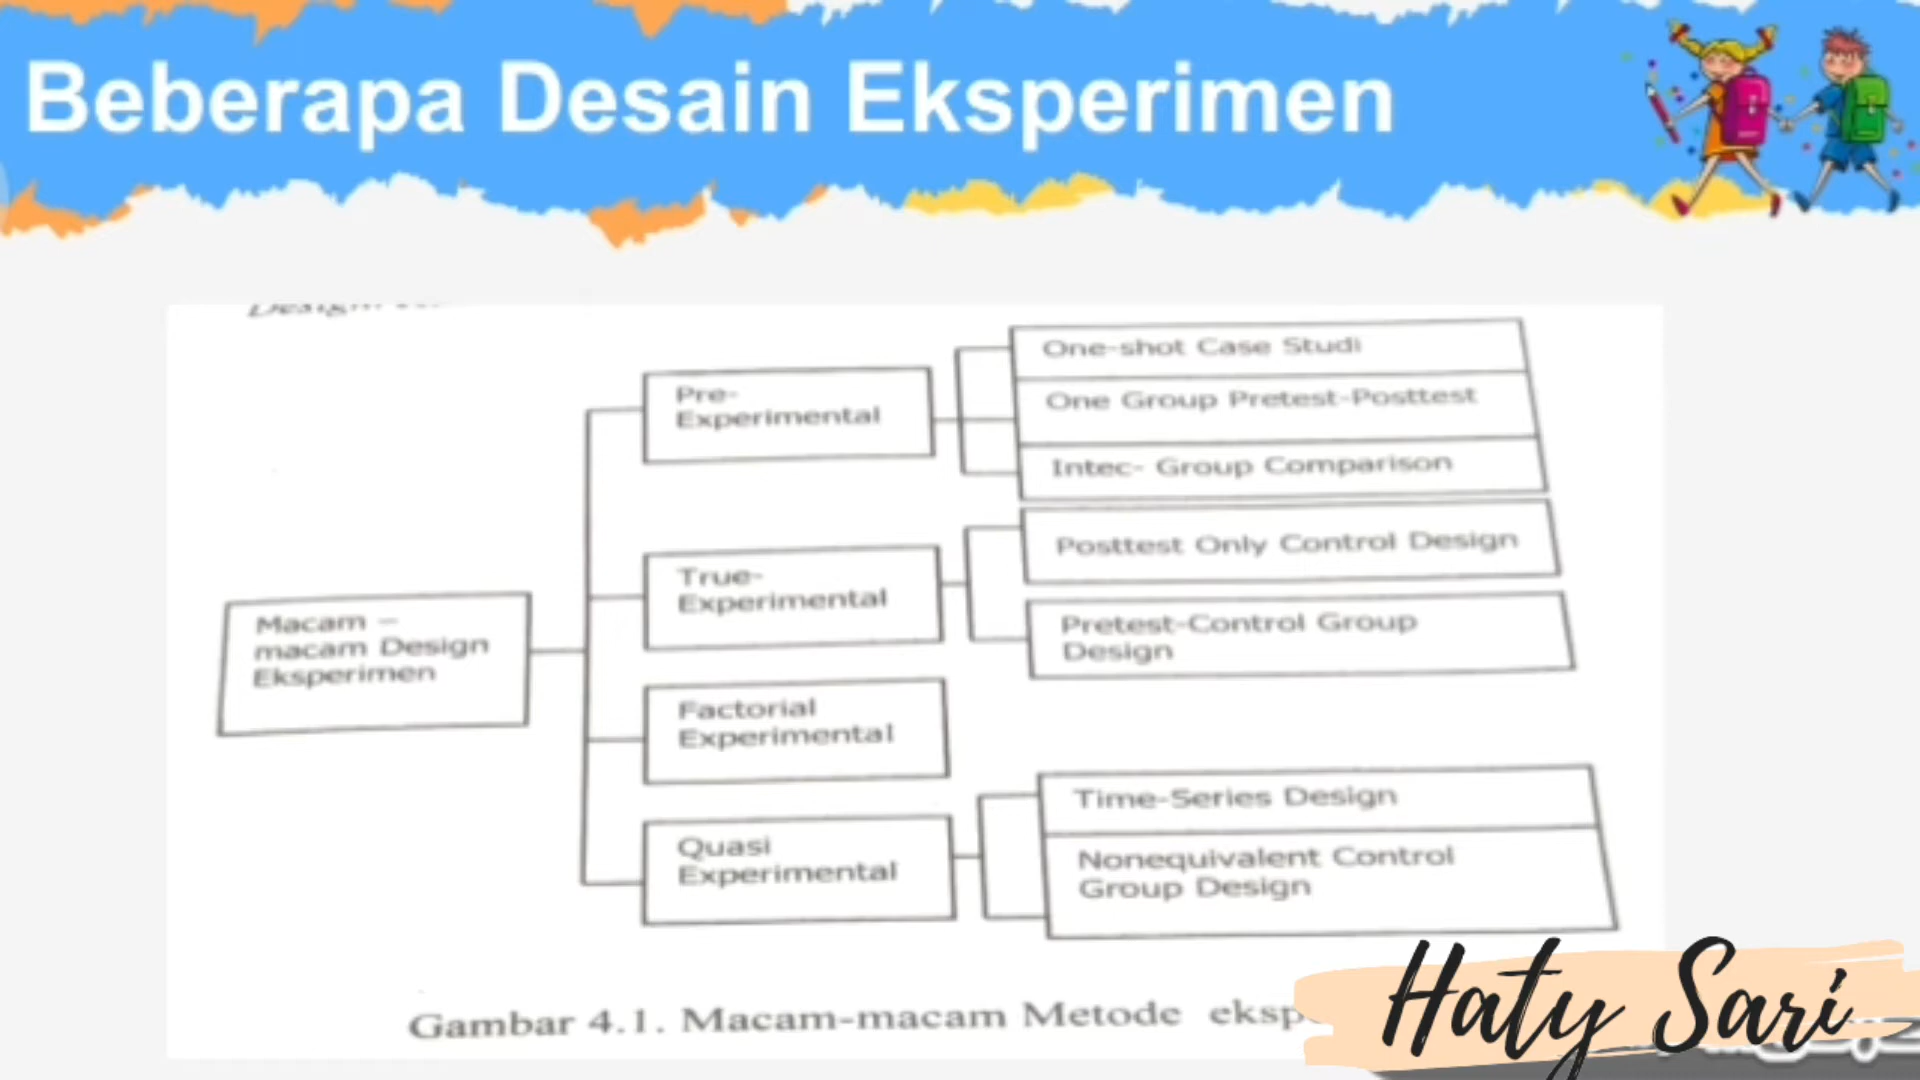 Beberapa Desain Eksperimen
Pre-
Experimental
One-shot Case Studi
One Group Pretest-Posttest
Intec- Group Comparison
True-
Experimental
Posttest Only Control Design
Pretest-Control Group
Design
Macam –
macam Design
Eksperimen
Factorial
Experimental
Quasi
Experimental
Time-Series Design
Nonequivalent Control
Group Design
Gambar 4.1. Macam-macam Metode
Haty Sari